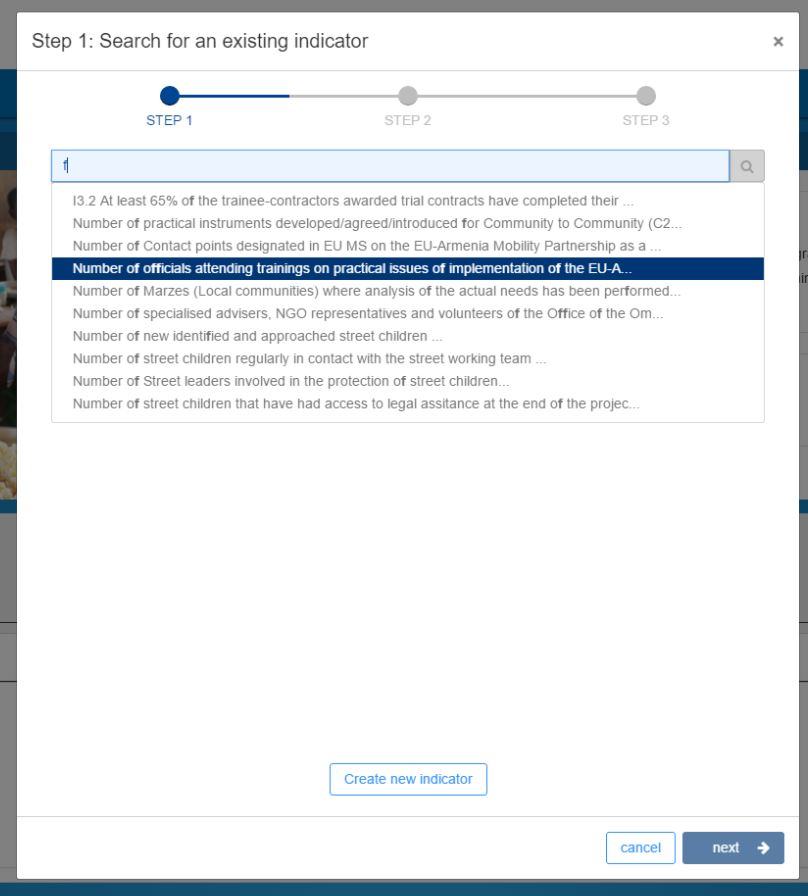 Step 1: Search for an existing indicator
×
STEP 1 STEP 2 STEP 3
f
I3.2 At least 65% of the trainee-contractors awarded trial contracts have completed their ...
Number of practical instruments developed/agreed/introduced for Community to Community (C2...
Number of Contact points designated in EU MS on the EU-Armenia Mobility Partnership as a ...
Number of officials attending trainings on practical issues of implementation of the EU-A...
Number of Marzes (Local communities) where analysis of the actual needs has been performed...
Number of specialised advisers, NGO representatives and volunteers of the Office of the Om...
Number of new identified and approached street children ...
Number of street children regularly in contact with the street working team ...
Number of Street leaders involved in the protection of street children...
Number of street children that have had access to legal assitance at the end of the projec...
Create new indicator
cancel next